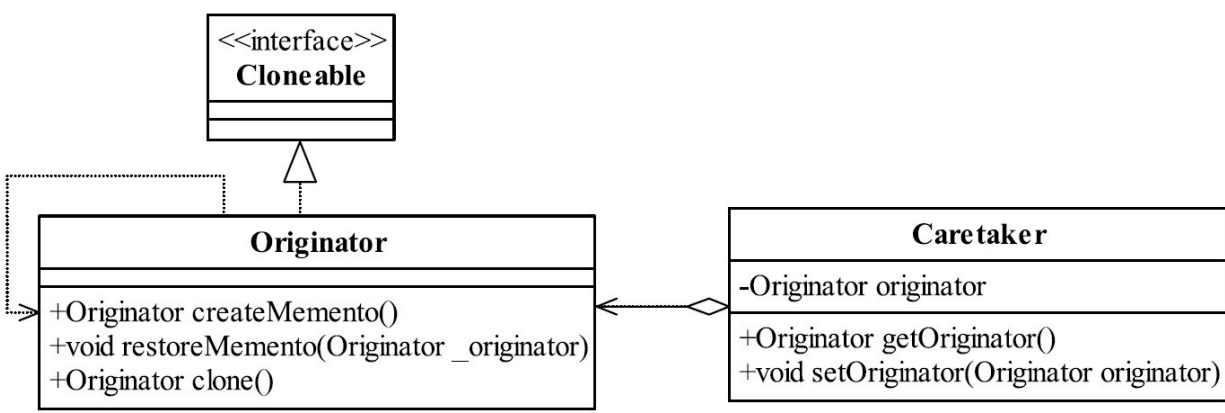 <<interface>>
Cloneable
Originator
+Originator createMemento()
+void restoreMemento(Originator _originator)
+Originator clone()
Caretaker
-Originator originator
+Originator getOriginator()
+void setOriginator(Originator originator)